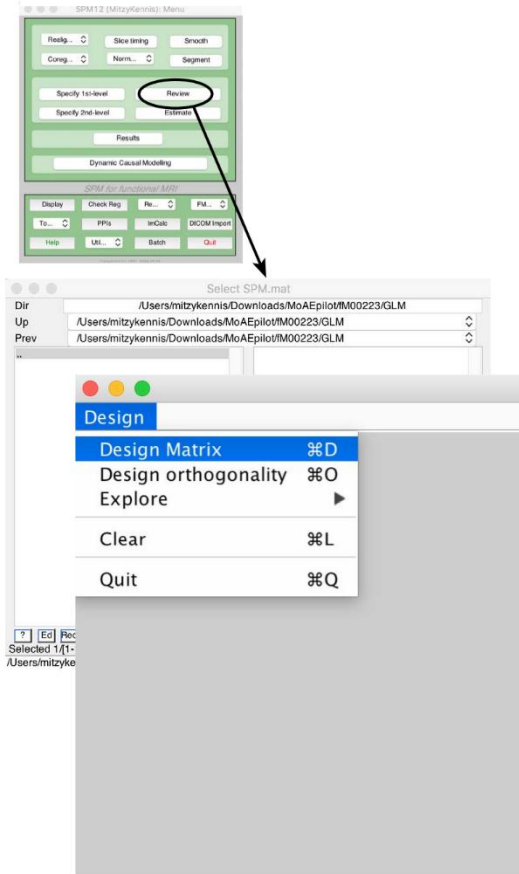 SPM12 (MitzyKennis): Menu
Realig... Slice timing Smooth
Coreg... Norm... Segment
Specify 1st-level Review
Specify 2nd-level Estimate
Results
Dynamic Causal Modelling
SPM for functional MRI
Display Check Reg Re... FM...
To... PPIs ImCalc DICOM Import
Help Uti... Batch Quit
Select SPM.mat
Dir /Users/mitzykennis/Downloads/MoAEpilot/fM00223/GLM
Up /Users/mitzykennis/Downloads/MoAEpilot/fM00223/GLM
Prev /Users/mitzykennis/Downloads/MoAEpilot/fM00223/GLM
..
Design
Design Matrix ⌘D
Design orthogonality ⌘O
Explore ▶
Clear ⌘L
Quit ⌘Q
? Ed Rec
Selected 1/[1-
/Users/mitzyke